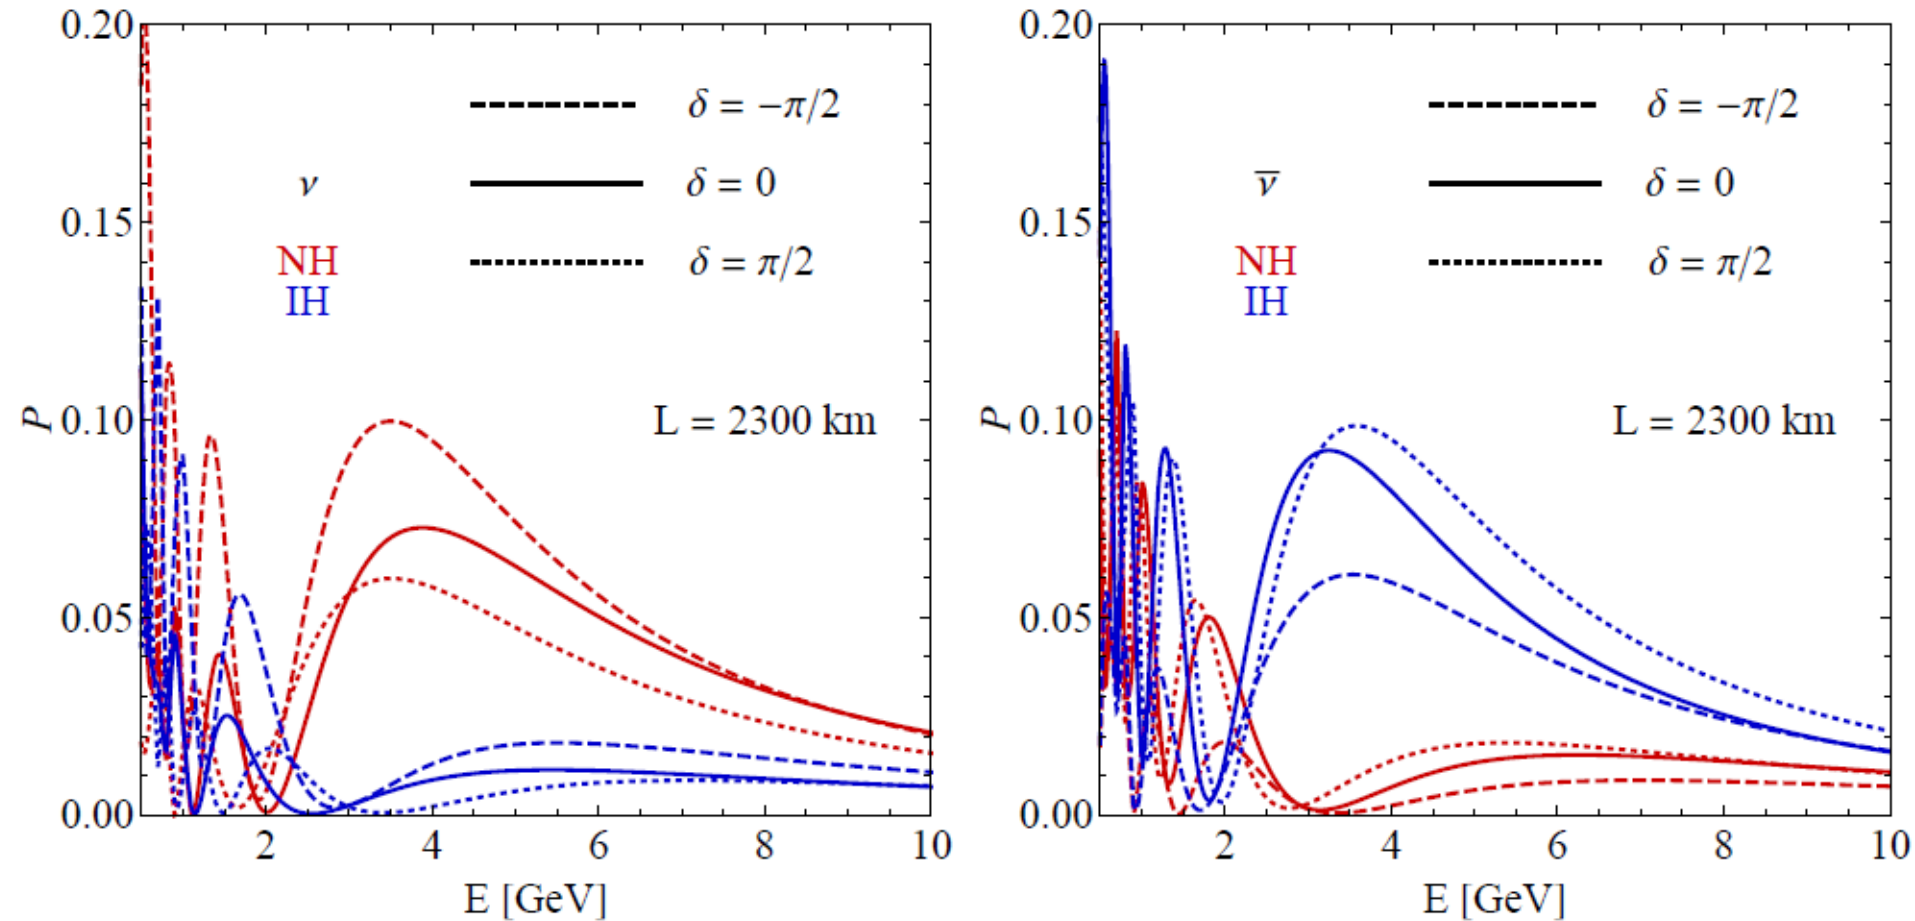 0.20
0.15
0.10
0.05
0.00
P
δ = −π/2
ν
δ = 0
NH
δ = π/2
IH
L = 2300 km
2 4 6 8 10
E [GeV]
0.20
0.15
0.10
0.05
0.00
P
δ = −π/2
ν̅
δ = 0
NH
δ = π/2
IH
L = 2300 km
2 4 6 8 10
E [GeV]